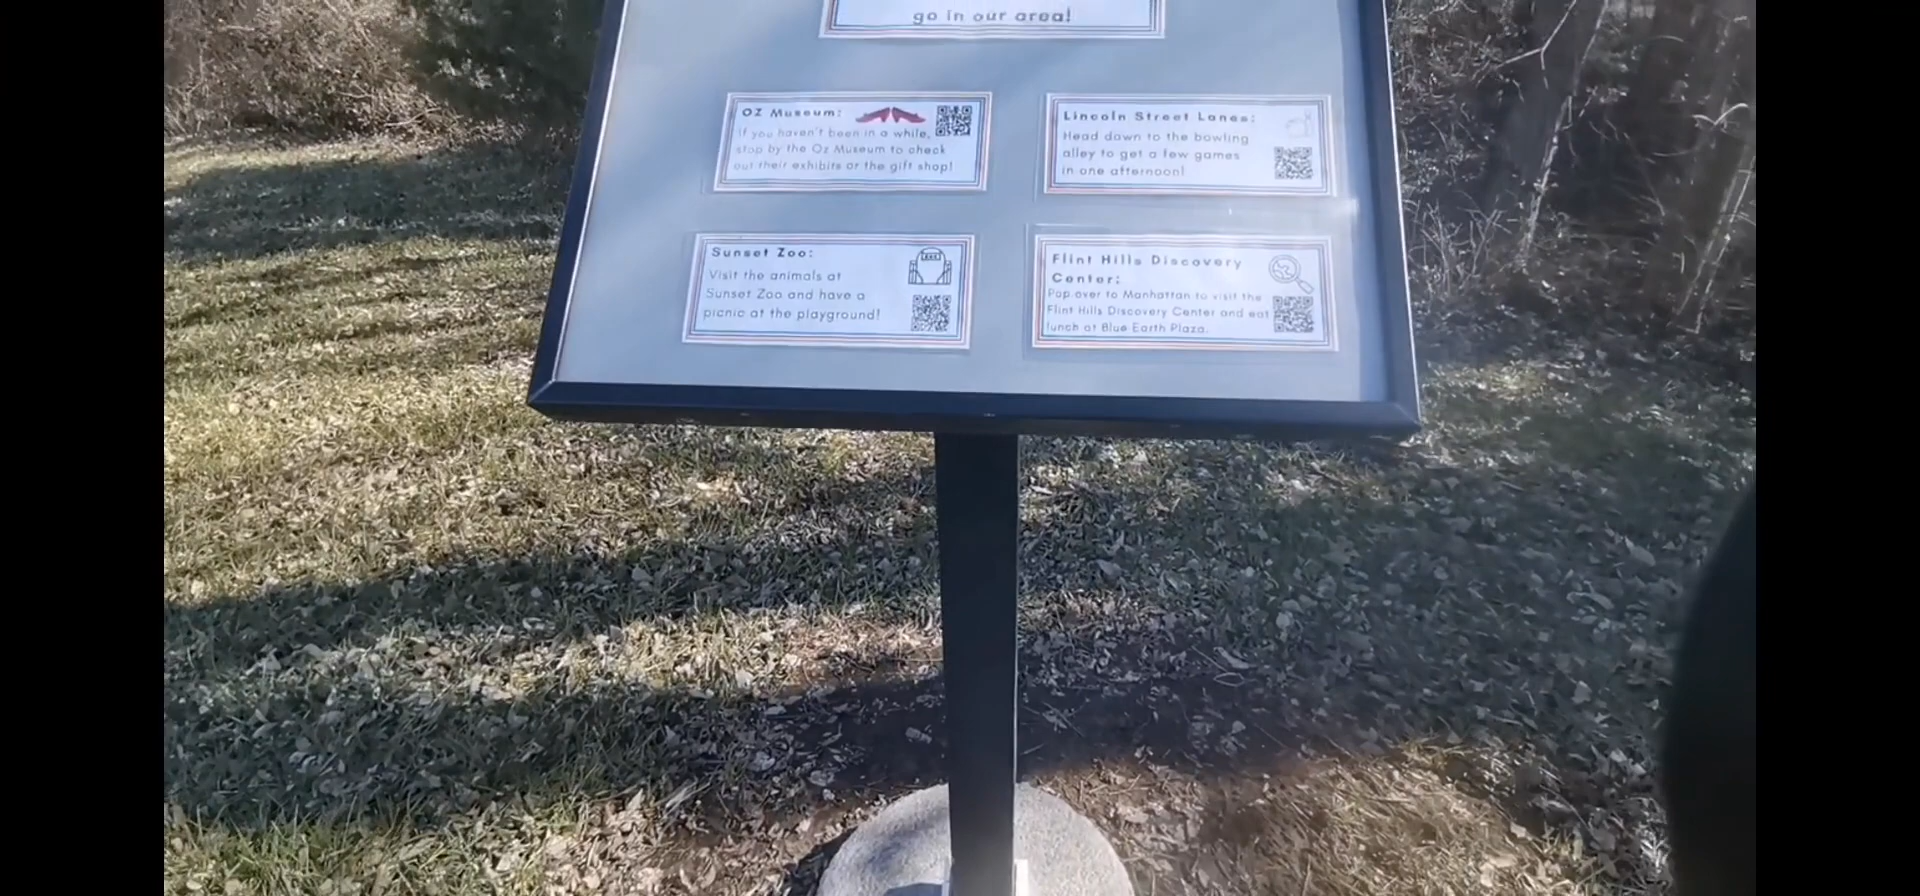 go in our area!
OZ Museum:
If you haven't been in a while,
stop by the Oz Museum to check
out their exhibits or the gift shop!
Lincoln Street Lanes:
Head down to the bowling
alley to get a few games
in one afternoon!
Sunset Zoo:
Visit the animals at
Sunset Zoo and have a
picnic at the playground!
Flint Hills Discovery
Center:
Pop over to Manhattan to visit the
Flint Hills Discovery Center and eat
lunch at Blue Earth Plaza.